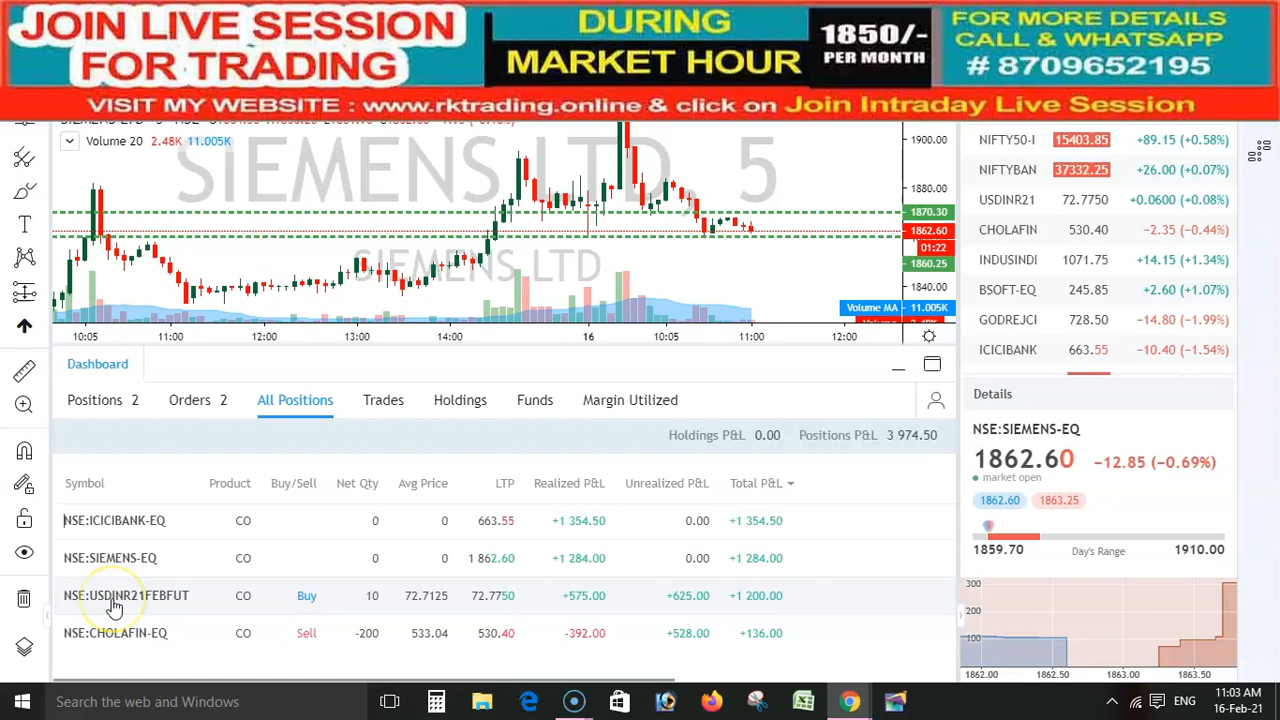 JOIN LIVE SESSION
FOR TRADING
DURING
MARKET HOUR
1850/-
PER MONTH
FOR MORE DETAILS
CALL & WHATSAPP
# 8709652195
VISIT MY WEBSITE : www.rktrading.online & click on Join Intraday Live Session
Volume 20 2.48K 11.005K
SIEMENS LTD, 5
SIEMENS LTD
1900.00
1880.00
1870.30
1862.60
01:22
1860.25
1840.00
Volume MA 11.005K
10:05 11:00 12:00 13:00 14:00 16 10:05 11:00 12:00
NIFTY50-I 15403.85 +89.15 (+0.58%)
NIFTYBAN 37332.25 +26.00 (+0.07%)
USDINR21 72.7750 +0.0600 (+0.08%)
CHOLAFIN 530.40 −2.35 (−0.44%)
INDUSINDI 1071.75 +14.15 (+1.34%)
BSOFT-EQ 245.85 +2.60 (+1.07%)
GODREJCI 728.50 −14.80 (−1.99%)
ICICIBANK 663.55 −10.40 (−1.54%)
Dashboard
Positions 2 Orders 2 All Positions Trades Holdings Funds Margin Utilized
Holdings P&L 0.00 Positions P&L 3 974.50
Symbol Product Buy/Sell Net Qty Avg Price LTP Realized P&L Unrealized P&L Total P&L
NSE:ICICIBANK-EQ CO 0 0 663.55 +1 354.50 0.00 +1 354.50
NSE:SIEMENS-EQ CO 0 0 1 862.60 +1 284.00 0.00 +1 284.00
NSE:USDINR21FEBFUT CO Buy 10 72.7125 72.7750 +575.00 +625.00 +1 200.00
NSE:CHOLAFIN-EQ CO Sell -200 533.04 530.40 -392.00 +528.00 +136.00
Details
NSE:SIEMENS-EQ
1862.60 −12.85 (−0.69%)
market open
1862.60 1863.25
1859.70 Day's Range 1910.00
300
200
100
0
1862.00 1862.50 1863.00 1863.50
Search the web and Windows
ENG
11:03 AM
16-Feb-21